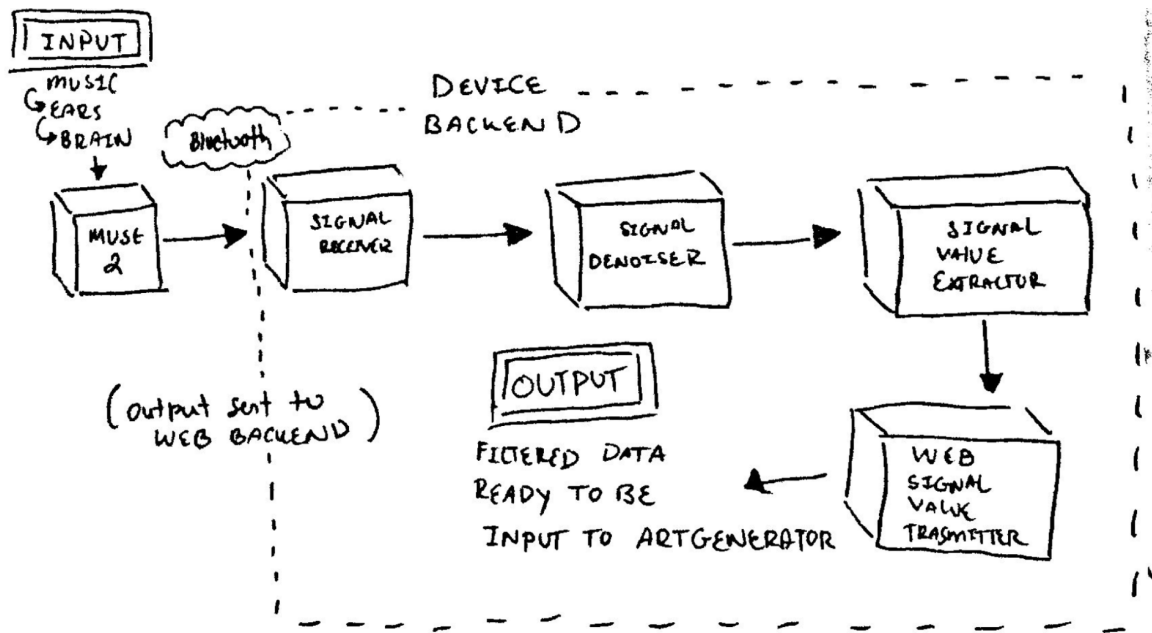 INPUT
MUSIC
EARS
BRAIN
Bluetooth
DEVICE
BACKEND
MUSE
2
SIGNAL
RECEIVER
SIGNAL
DENOISER
SIGNAL
VALUE
EXTRACTOR
(Output sent to
WEB BACKEND)
OUTPUT
FILTERED DATA
READY TO BE
INPUT TO ARTGENERATOR
WEB
SIGNAL
VALUE
TRASMITTER